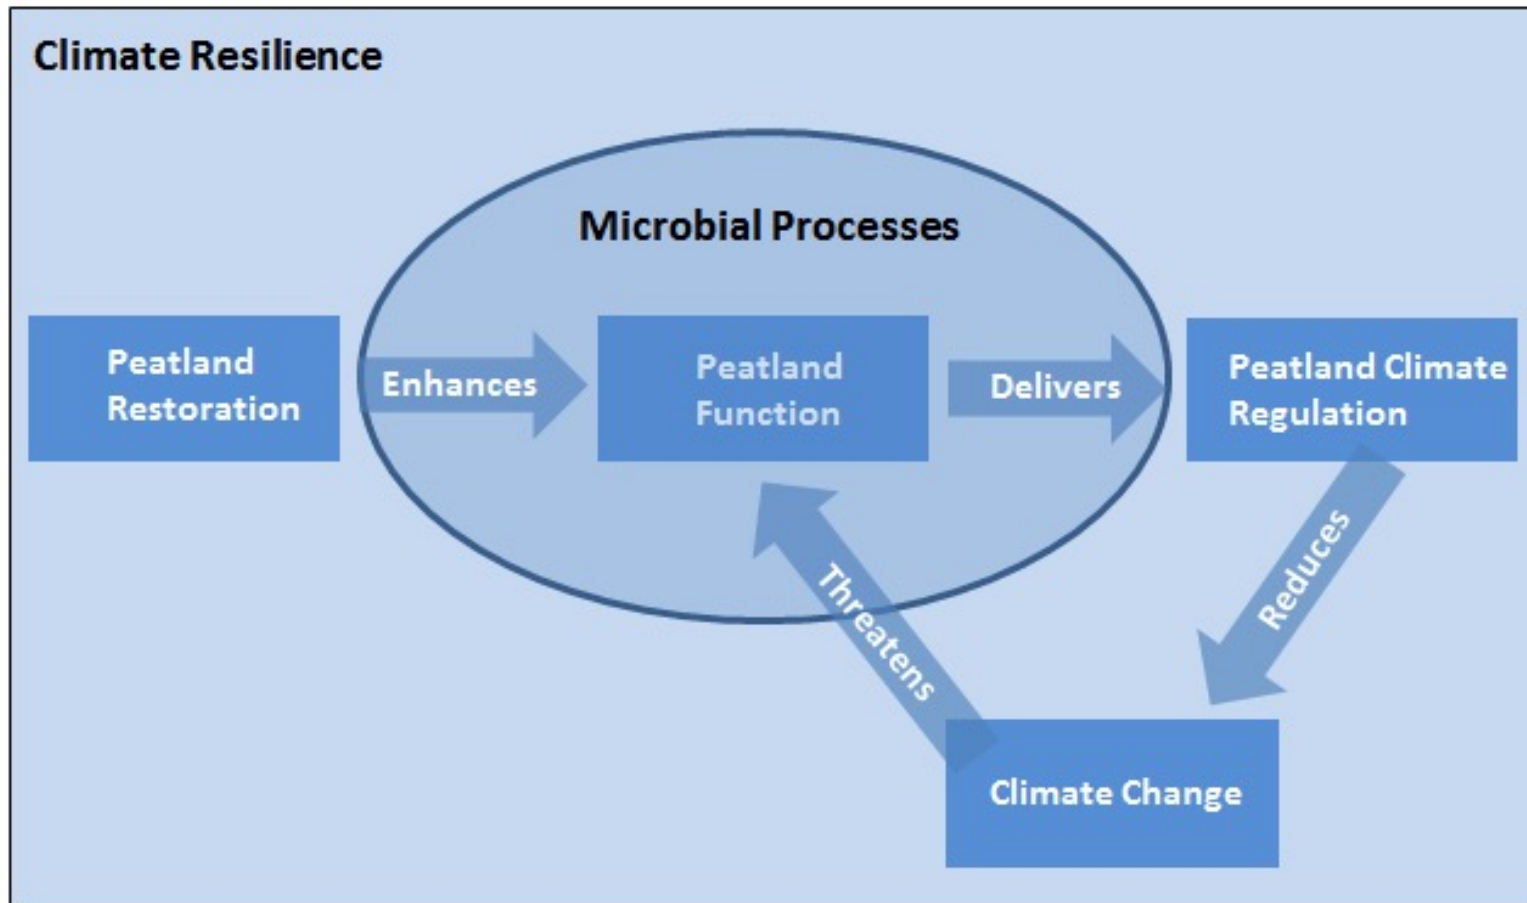 Climate Resilience
Microbial Processes
Peatland
Restoration
Enhances
Peatland
Function
Delivers
Peatland Climate
Regulation
Threatens
Reduces
Climate Change